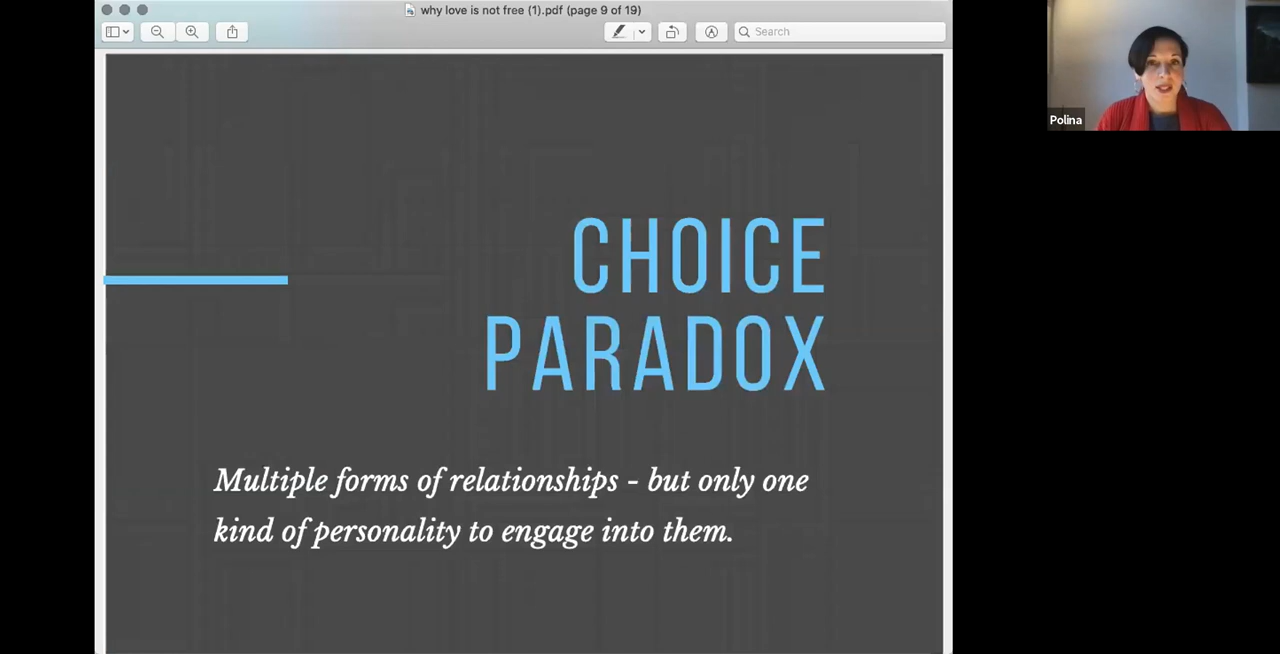 why love is not free (1).pdf (page 9 of 19)
Search
Polina
CHOICE
PARADOX
Multiple forms of relationships - but only one
kind of personality to engage into them.